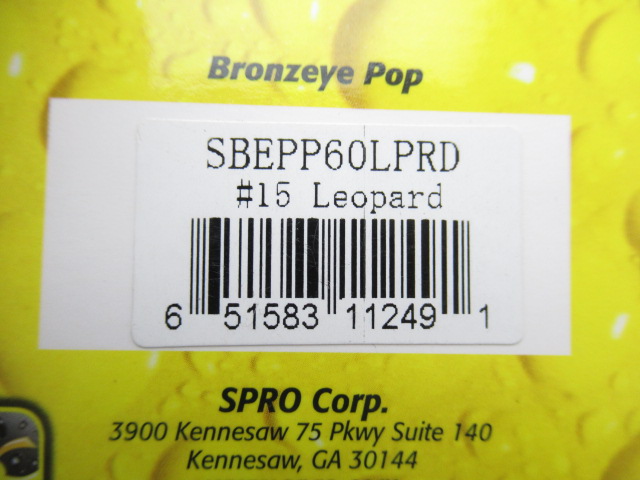 Bronzeye Pop
SBEPP60LPRD
#15 Leopard
6 51583 11249 1
SPRO Corp.
3900 Kennesaw 75 Pkwy Suite 140
Kennesaw, GA 30144